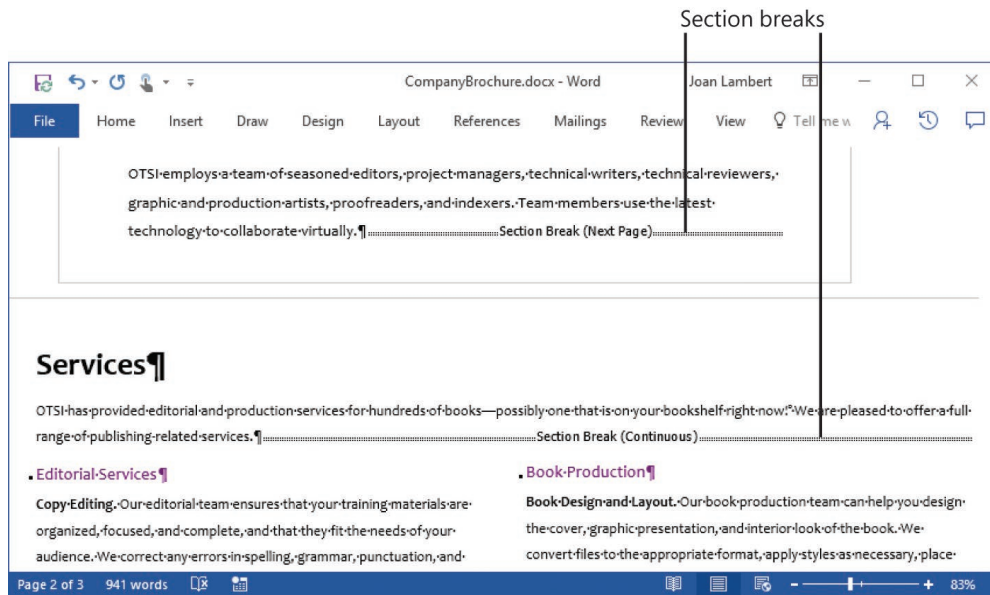 Section breaks
CompanyBrochure.docx - Word Joan Lambert
File Home Insert Draw Design Layout References Mailings Review View Tell me w
OTSI·employs·a·team·of·seasoned·editors,·project·managers,·technical·writers,·technical·reviewers,·
graphic·and·production·artists,·proofreaders,·and·indexers.·Team·members·use·the·latest·
technology·to·collaborate·virtually.¶ Section Break (Next Page)
Services¶
OTSI·has·provided·editorial·and·production·services·for·hundreds·of·books—possibly·one·that·is·on·your·bookshelf·right·now!°·We·are·pleased·to·offer·a·full·
range·of·publishing-related·services.¶ Section Break (Continuous)
Editorial·Services¶
Copy·Editing.·Our·editorial·team·ensures·that·your·training·materials·are·
organized,·focused,·and·complete,·and·that·they·fit·the·needs·of·your·
audience.·We·correct·any·errors·in·spelling,·grammar,·punctuation,·and·
Book·Production¶
Book·Design·and·Layout.·Our·book·production·team·can·help·you·design·
the·cover,·graphic·presentation,·and·interior·look·of·the·book.·We·
convert·files·to·the·appropriate·format,·apply·styles·as·necessary,·place·
Page 2 of 3 941 words 83%